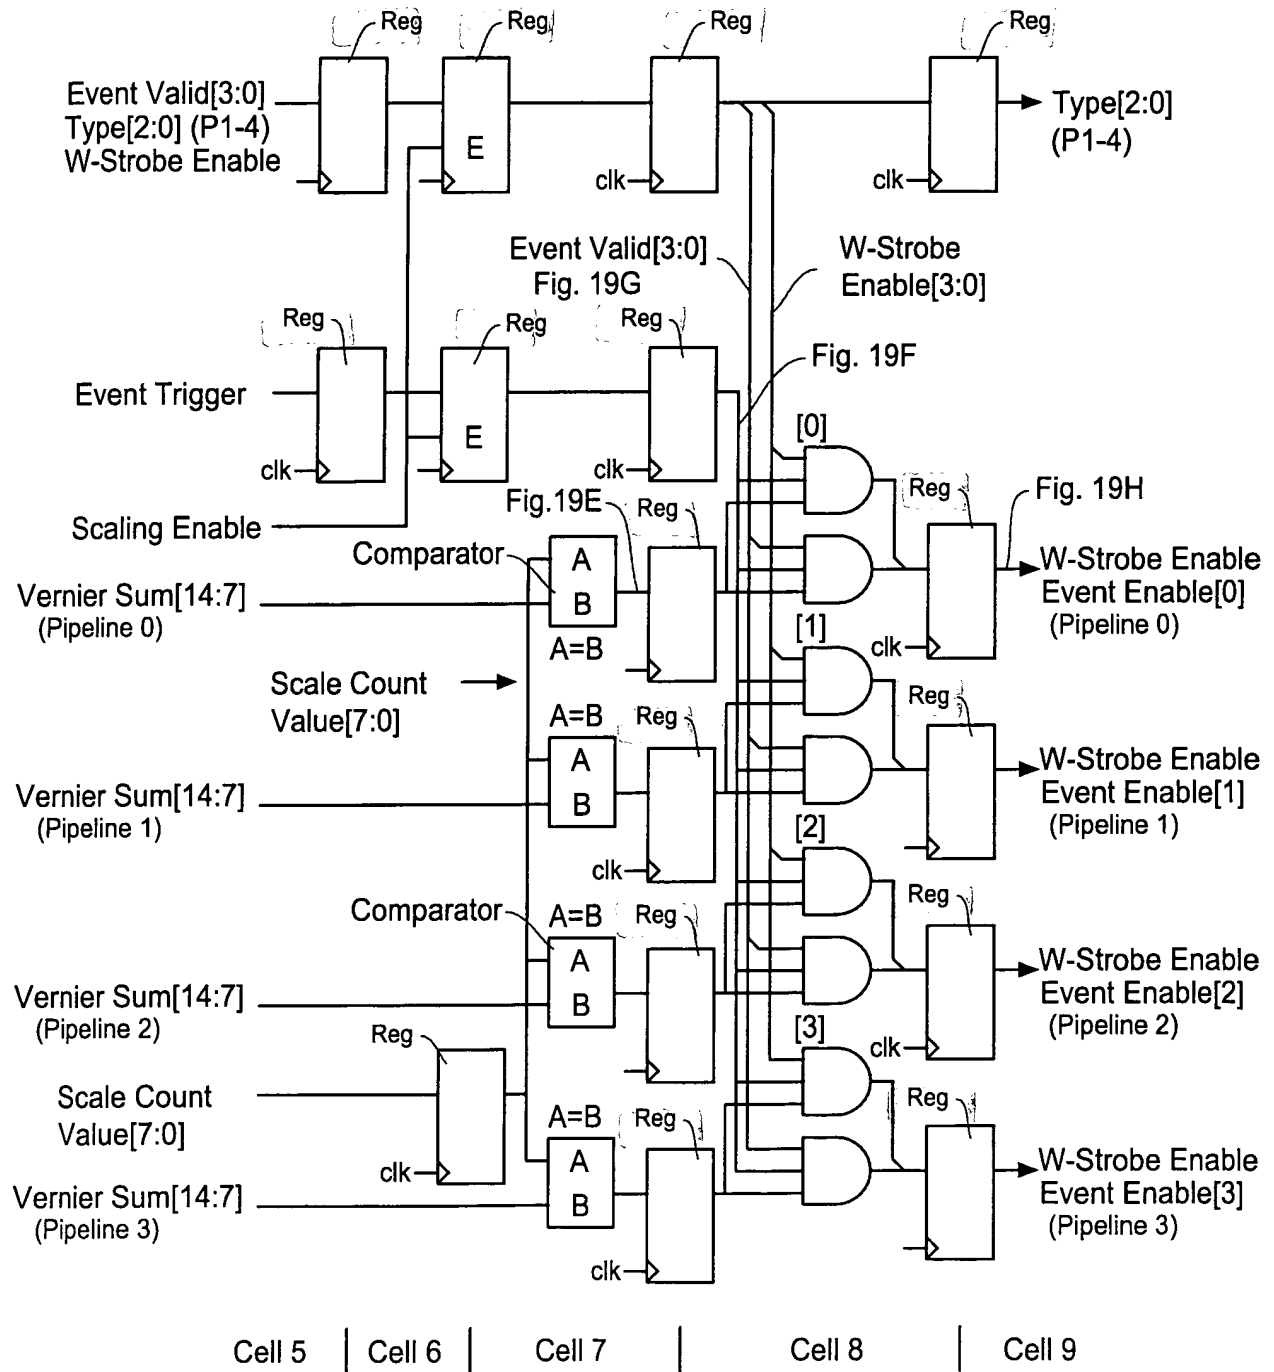 Reg
Reg
Reg
Reg
Event Valid[3:0]
Type[2:0] (P1-4)
W-Strobe Enable
E
clk
clk
Type[2:0]
(P1-4)
Event Valid[3:0]
Fig. 19G
W-Strobe
Enable[3:0]
Reg
Reg
Reg
Fig. 19F
Event Trigger
E
clk
clk
[0]
Scaling Enable
Fig.19E
Reg
Reg
Fig. 19H
Comparator
A
B
A=B
Vernier Sum[14:7]
(Pipeline 0)
W-Strobe Enable
Event Enable[0]
(Pipeline 0)
clk
[1]
Scale Count
Value[7:0]
A=B
Reg
Reg
A
B
Vernier Sum[14:7]
(Pipeline 1)
W-Strobe Enable
Event Enable[1]
(Pipeline 1)
clk
[2]
Comparator
A=B
Reg
Reg
A
B
Vernier Sum[14:7]
(Pipeline 2)
W-Strobe Enable
Event Enable[2]
(Pipeline 2)
clk
[3]
Reg
Scale Count
Value[7:0]
clk
A=B
Reg
Reg
A
B
Vernier Sum[14:7]
(Pipeline 3)
W-Strobe Enable
Event Enable[3]
(Pipeline 3)
clk
Cell 5
Cell 6
Cell 7
Cell 8
Cell 9